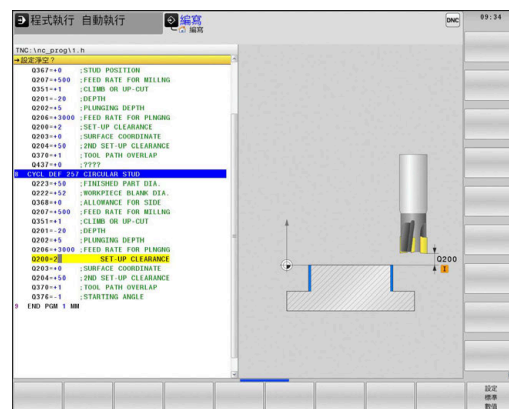 程式執行 自動執行
編寫
編寫
DNC
09:34
TNC:\nc_prog\1.h
→設定淨空?
Q367=+0 ;STUD POSITION
Q207=+500 ;FEED RATE FOR MILLNG
Q351=+1 ;CLIMB OR UP-CUT
Q201=-20 ;DEPTH
Q202=+5 ;PLUNGING DEPTH
Q206=+3000 ;FEED RATE FOR PLNGNG
Q200=+2 ;SET-UP CLEARANCE
Q203=+0 ;SURFACE COORDINATE
Q204=+50 ;2ND SET-UP CLEARANCE
Q370=+1 ;TOOL PATH OVERLAP
Q437=+0 ;????
8 CYCL DEF 257 CIRCULAR STUD
Q223=+50 ;FINISHED PART DIA.
Q222=+52 ;WORKPIECE BLANK DIA.
Q368=+0 ;ALLOWANCE FOR SIDE
Q207=+500 ;FEED RATE FOR MILLNG
Q351=+1 ;CLIMB OR UP-CUT
Q201=-20 ;DEPTH
Q202=+5 ;PLUNGING DEPTH
Q206=+3000 ;FEED RATE FOR PLNGNG
Q200=2 SET-UP CLEARANCE
Q203=+0 ;SURFACE COORDINATE
Q204=+50 ;2ND SET-UP CLEARANCE
Q370=+1 ;TOOL PATH OVERLAP
Q376=-1 ;STARTING ANGLE
9 END PGM 1 MM
Q200
1
設定
標準
數值